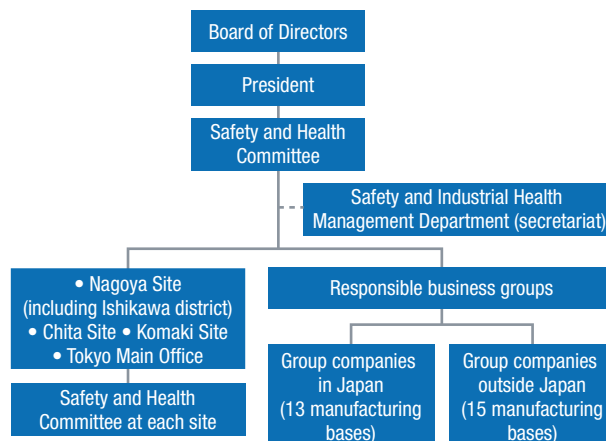 Board of Directors
President
Safety and Health
Committee
Safety and Industrial Health
Management Department (secretariat)
• Nagoya Site
(including Ishikawa district)
• Chita Site • Komaki Site
• Tokyo Main Office
Safety and Health
Committee at each site
Responsible business groups
Group companies
in Japan
(13 manufacturing
bases)
Group companies
outside Japan
(15 manufacturing
bases)